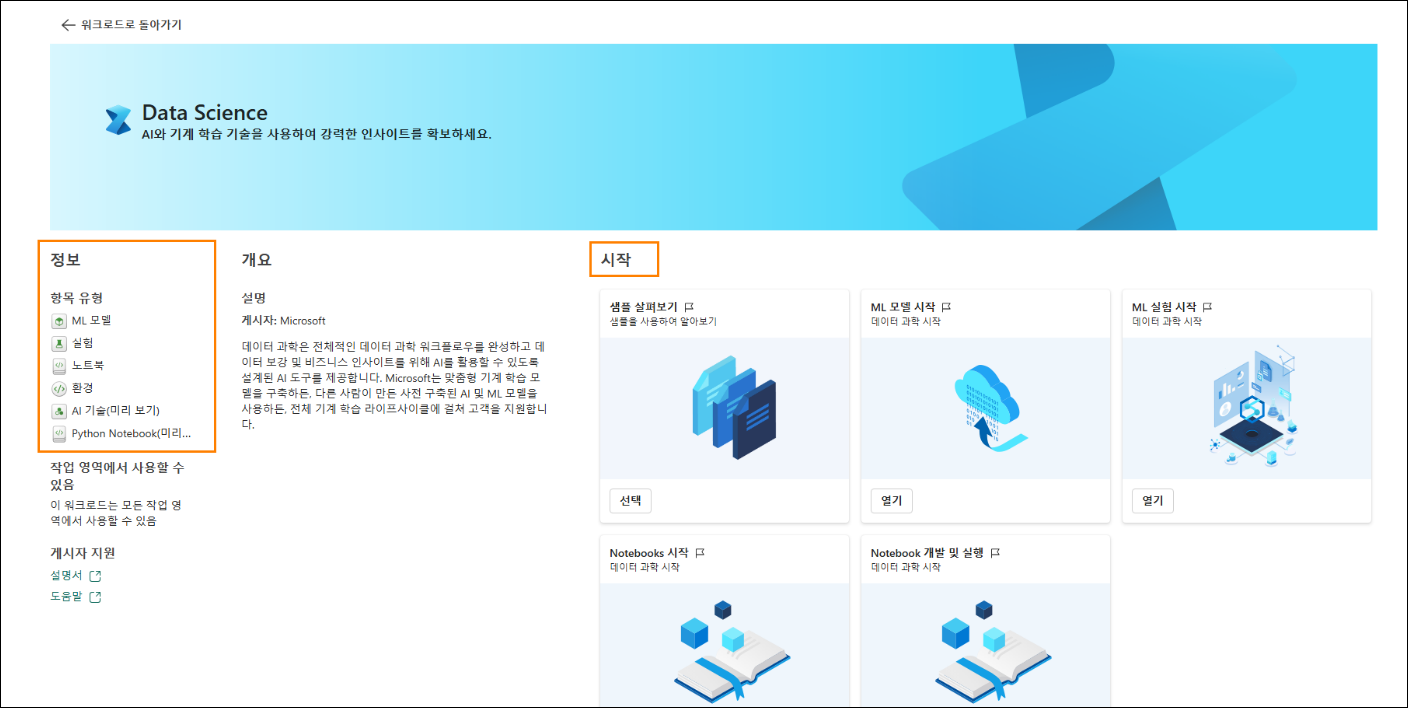 워크로드로 돌아가기
Data Science
AI와 기계 학습 기술을 사용하여 강력한 인사이트를 확보하세요.
정보
항목 유형
ML 모델
실험
노트북
환경
AI 기술(미리 보기)
Python Notebook(미리...
작업 영역에서 사용할 수
있음
이 워크로드는 모든 작업 영
역에서 사용할 수 있음
게시자 지원
설명서
도움말
개요
설명
게시자: Microsoft
데이터 과학은 전체적인 데이터 과학 워크플로우를 완성하고 데
이터 보강 및 비즈니스 인사이트를 위해 AI를 활용할 수 있도록
설계된 AI 도구를 제공합니다. Microsoft는 맞춤형 기계 학습 모
델을 구축하든, 다른 사람이 만든 사전 구축된 AI 및 ML 모델을
사용하든, 전체 기계 학습 라이프사이클에 걸쳐 고객을 지원합니
다.
시작
샘플 살펴보기
샘플을 사용하여 알아보기
선택
ML 모델 시작
데이터 과학 시작
열기
ML 실험 시작
데이터 과학 시작
열기
Notebooks 시작
데이터 과학 시작
Notebook 개발 및 실행
데이터 과학 시작